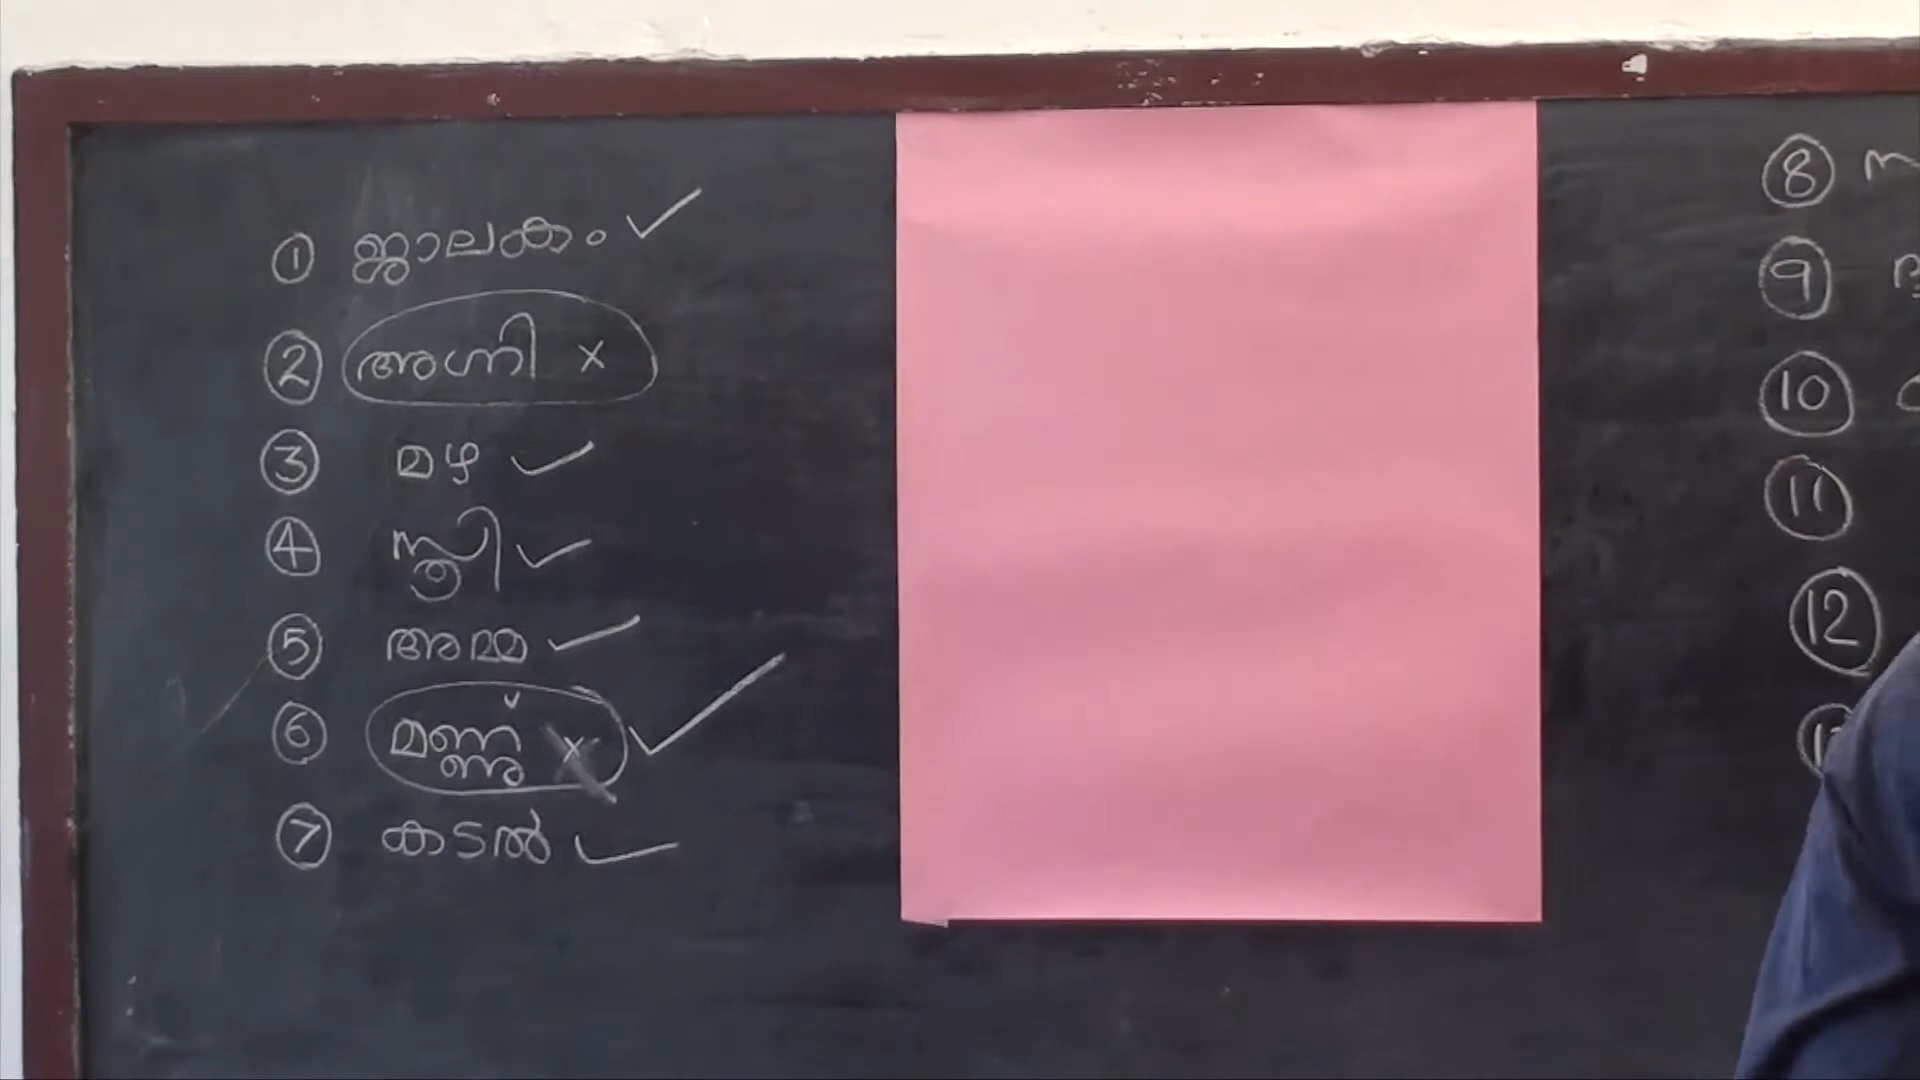 ① ജാലകം ✓
② അഗ്നി ×
③ മഴ ✓
④ സ്ത്രീ ✓
⑤ അമ്മ ✓
⑥ മണ്ണ് × ✓
⑦ കടൽ ✓
⑧
⑨
⑩
⑪
⑫